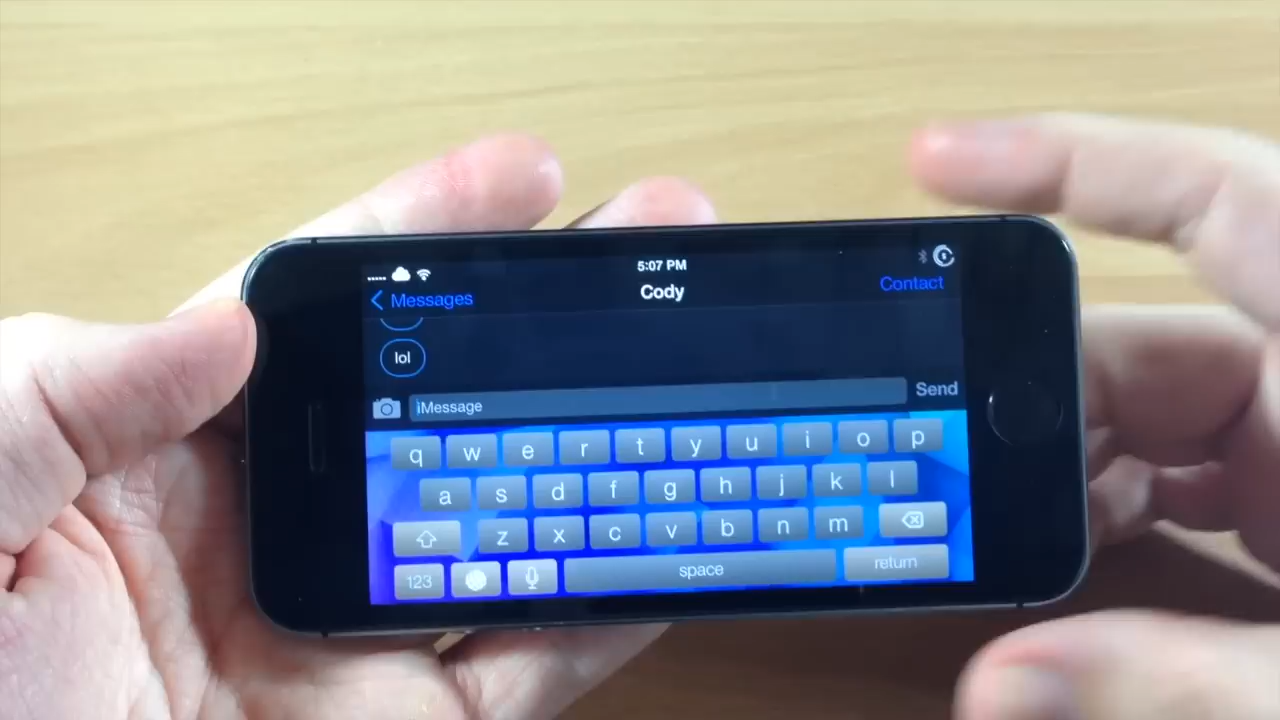 5:07 PM
Messages
Cody
Contact
lol
iMessage
Send
q w e r t y u i o p
a s d f g h j k l
z x c v b n m
123
space
return